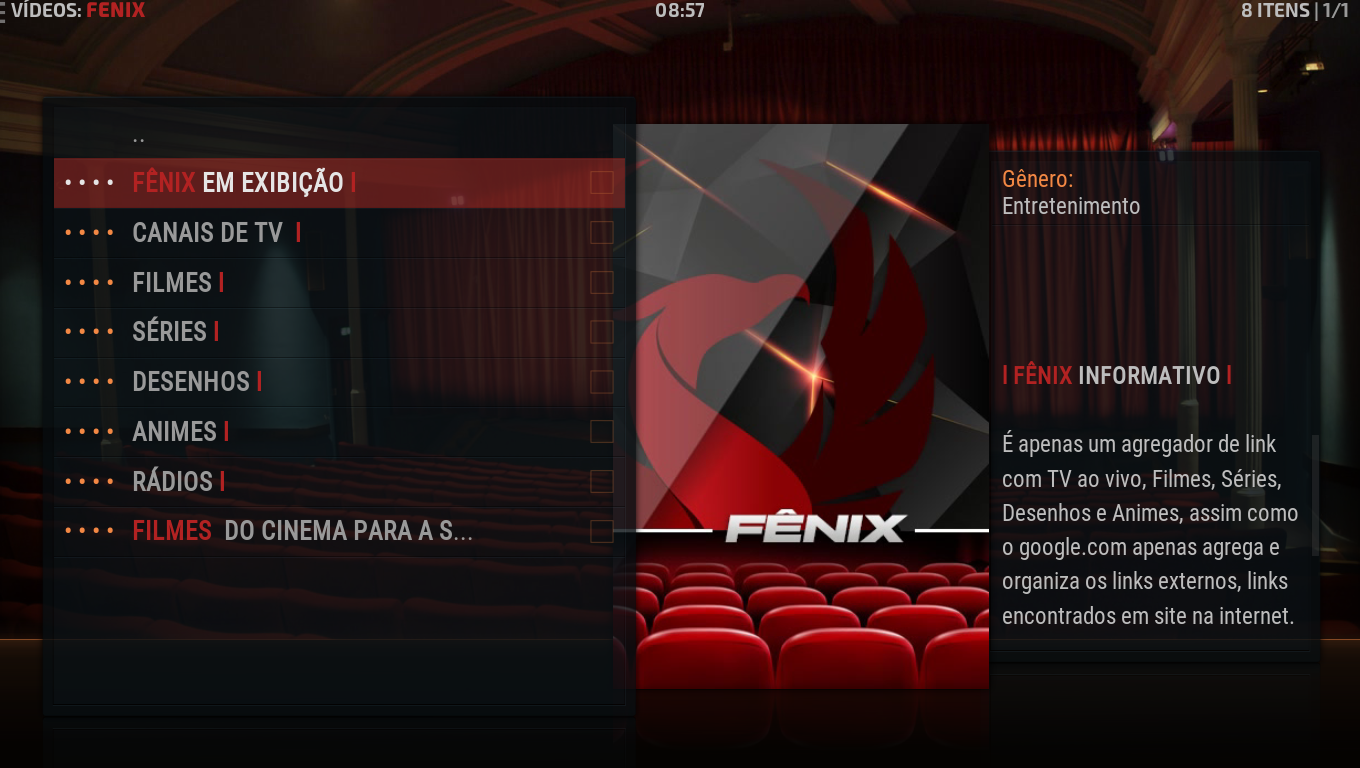 VÍDEOS: FENIX
08:57
8 ITENS | 1/1
..
FÊNIX EM EXIBIÇÃO |
CANAIS DE TV |
FILMES |
SÉRIES |
DESENHOS |
ANIMES |
RÁDIOS |
FILMES DO CINEMA PARA A S...
FÊNIX
Gênero:
Entretenimento
| FÊNIX INFORMATIVO |
É apenas um agregador de link
com TV ao vivo, Filmes, Séries,
Desenhos e Animes, assim como
o google.com apenas agrega e
organiza os links externos, links
encontrados em site na internet.